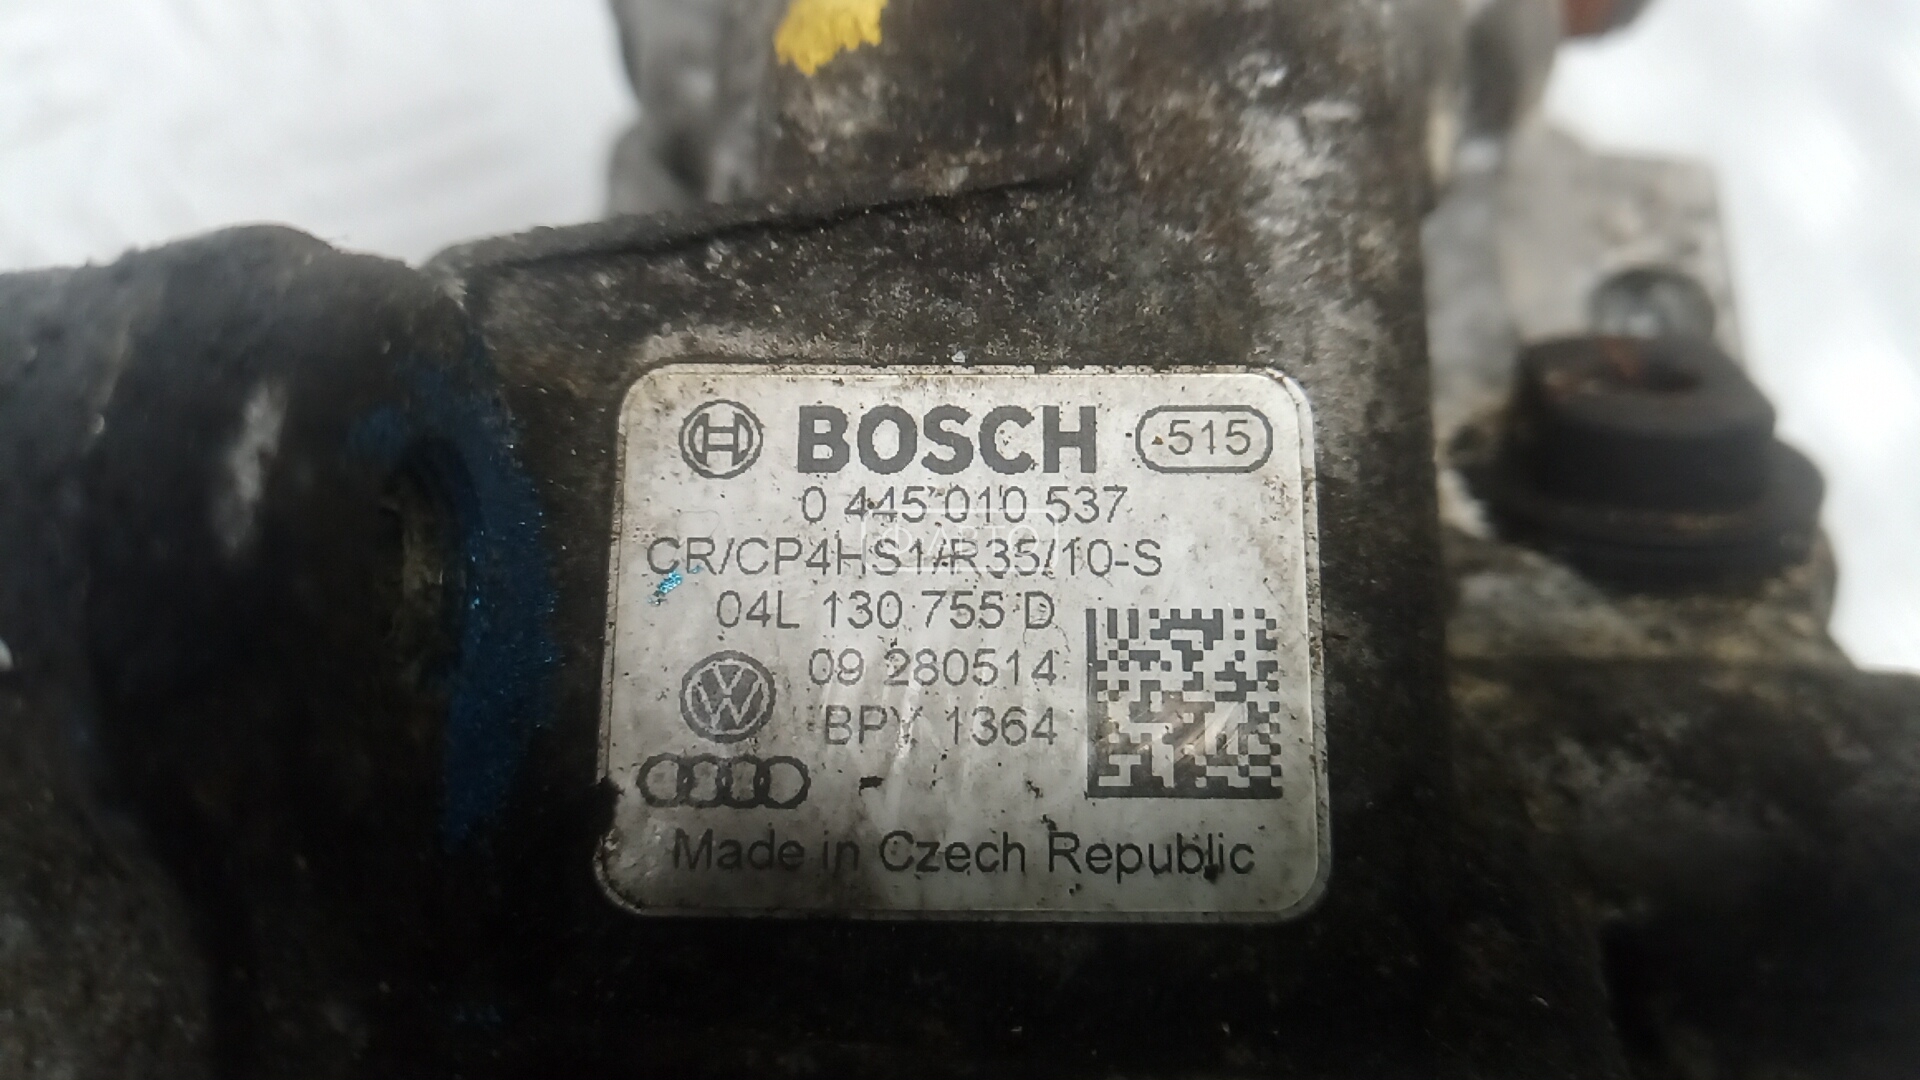 BOSCH 515
0 445 010 537
CR/CP4HS1/R35/10-S
04L 130 755 D
09 280514
BPY 1364
Made in Czech Republic